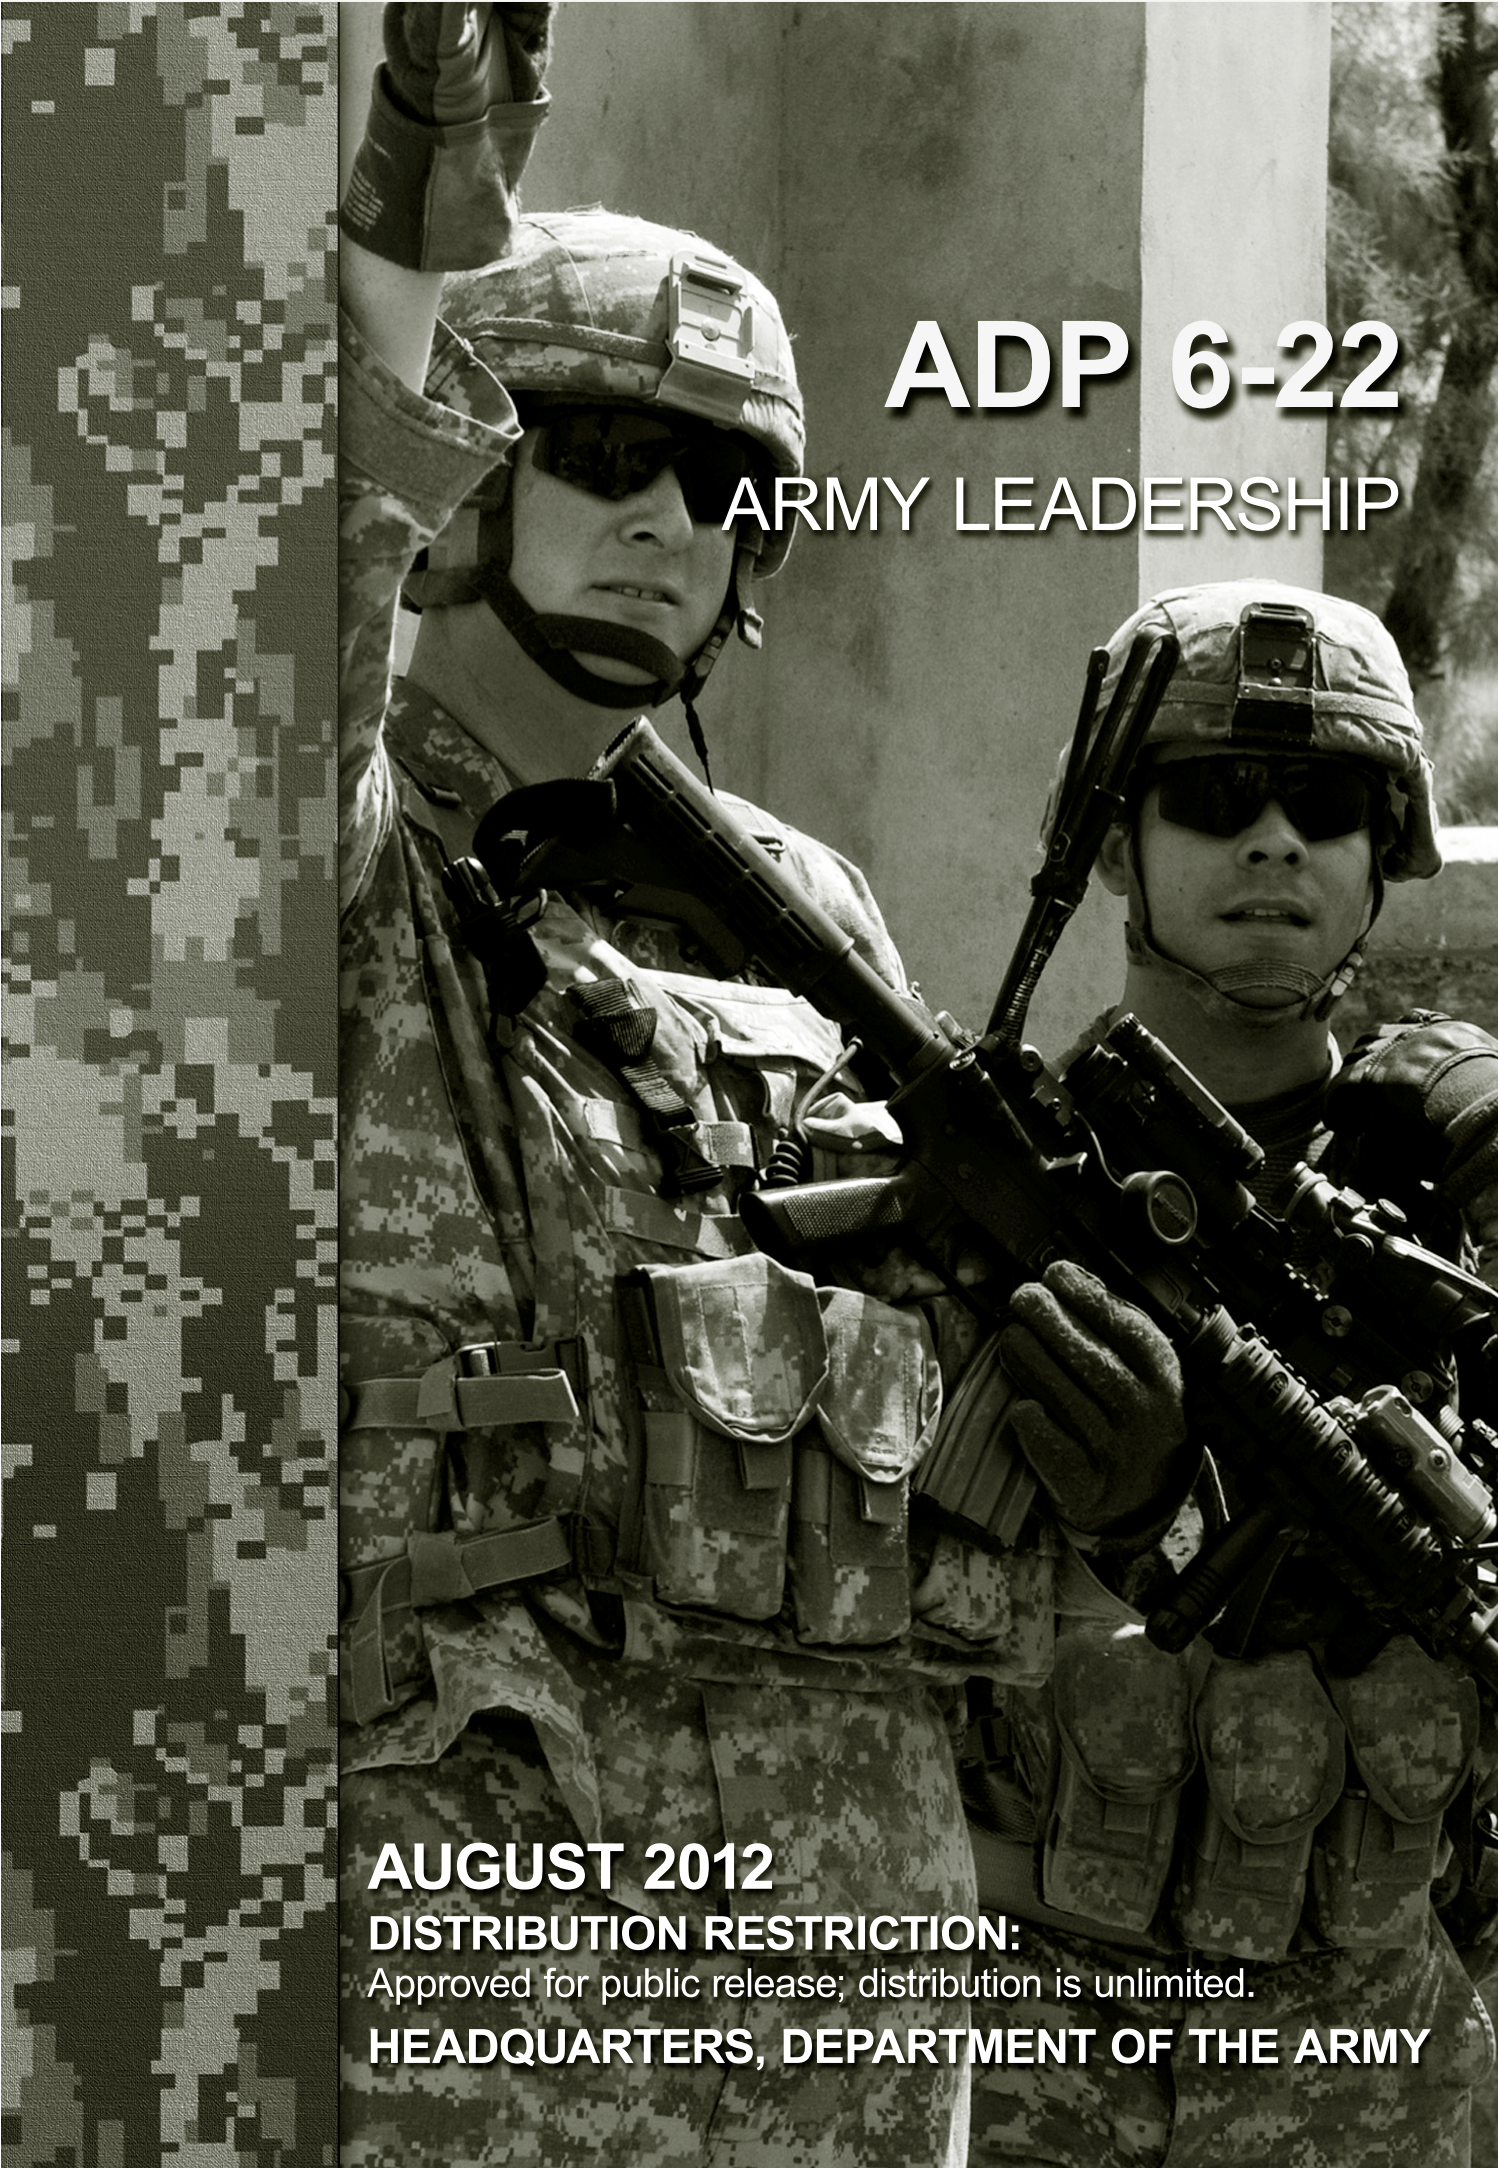 ADP 6-22
ARMY LEADERSHIP
AUGUST 2012
DISTRIBUTION RESTRICTION:
Approved for public release; distribution is unlimited.
HEADQUARTERS, DEPARTMENT OF THE ARMY